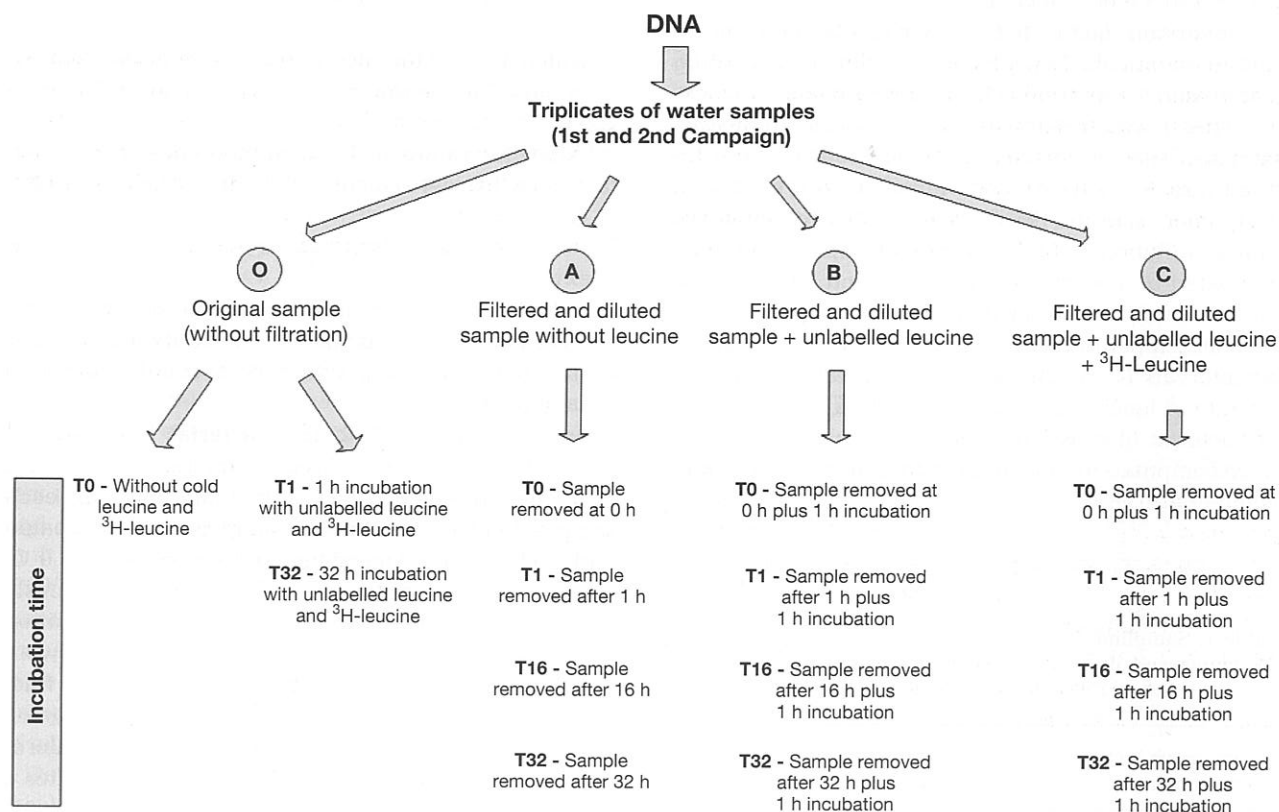 DNA
Triplicates of water samples
(1st and 2nd Campaign)
O
Original sample
(without filtration)
A
Filtered and diluted
sample without leucine
B
Filtered and diluted
sample + unlabelled leucine
C
Filtered and diluted
sample + unlabelled leucine
+ ³H-Leucine
Incubation time
T0 - Without cold
leucine and
³H-leucine
T1 - 1 h incubation
with unlabelled leucine
and ³H-leucine
T32 - 32 h incubation
with unlabelled leucine
and ³H-leucine
T0 - Sample
removed at 0 h
T1 - Sample
removed after 1 h
T16 - Sample
removed after 16 h
T32 - Sample
removed after 32 h
T0 - Sample removed at
0 h plus 1 h incubation
T1 - Sample removed
after 1 h plus
1 h incubation
T16 - Sample removed
after 16 h plus
1 h incubation
T32 - Sample removed
after 32 h plus
1 h incubation
T0 - Sample removed at
0 h plus 1 h incubation
T1 - Sample removed
after 1 h plus
1 h incubation
T16 - Sample removed
after 16 h plus
1 h incubation
T32 - Sample removed
after 32 h plus
1 h incubation